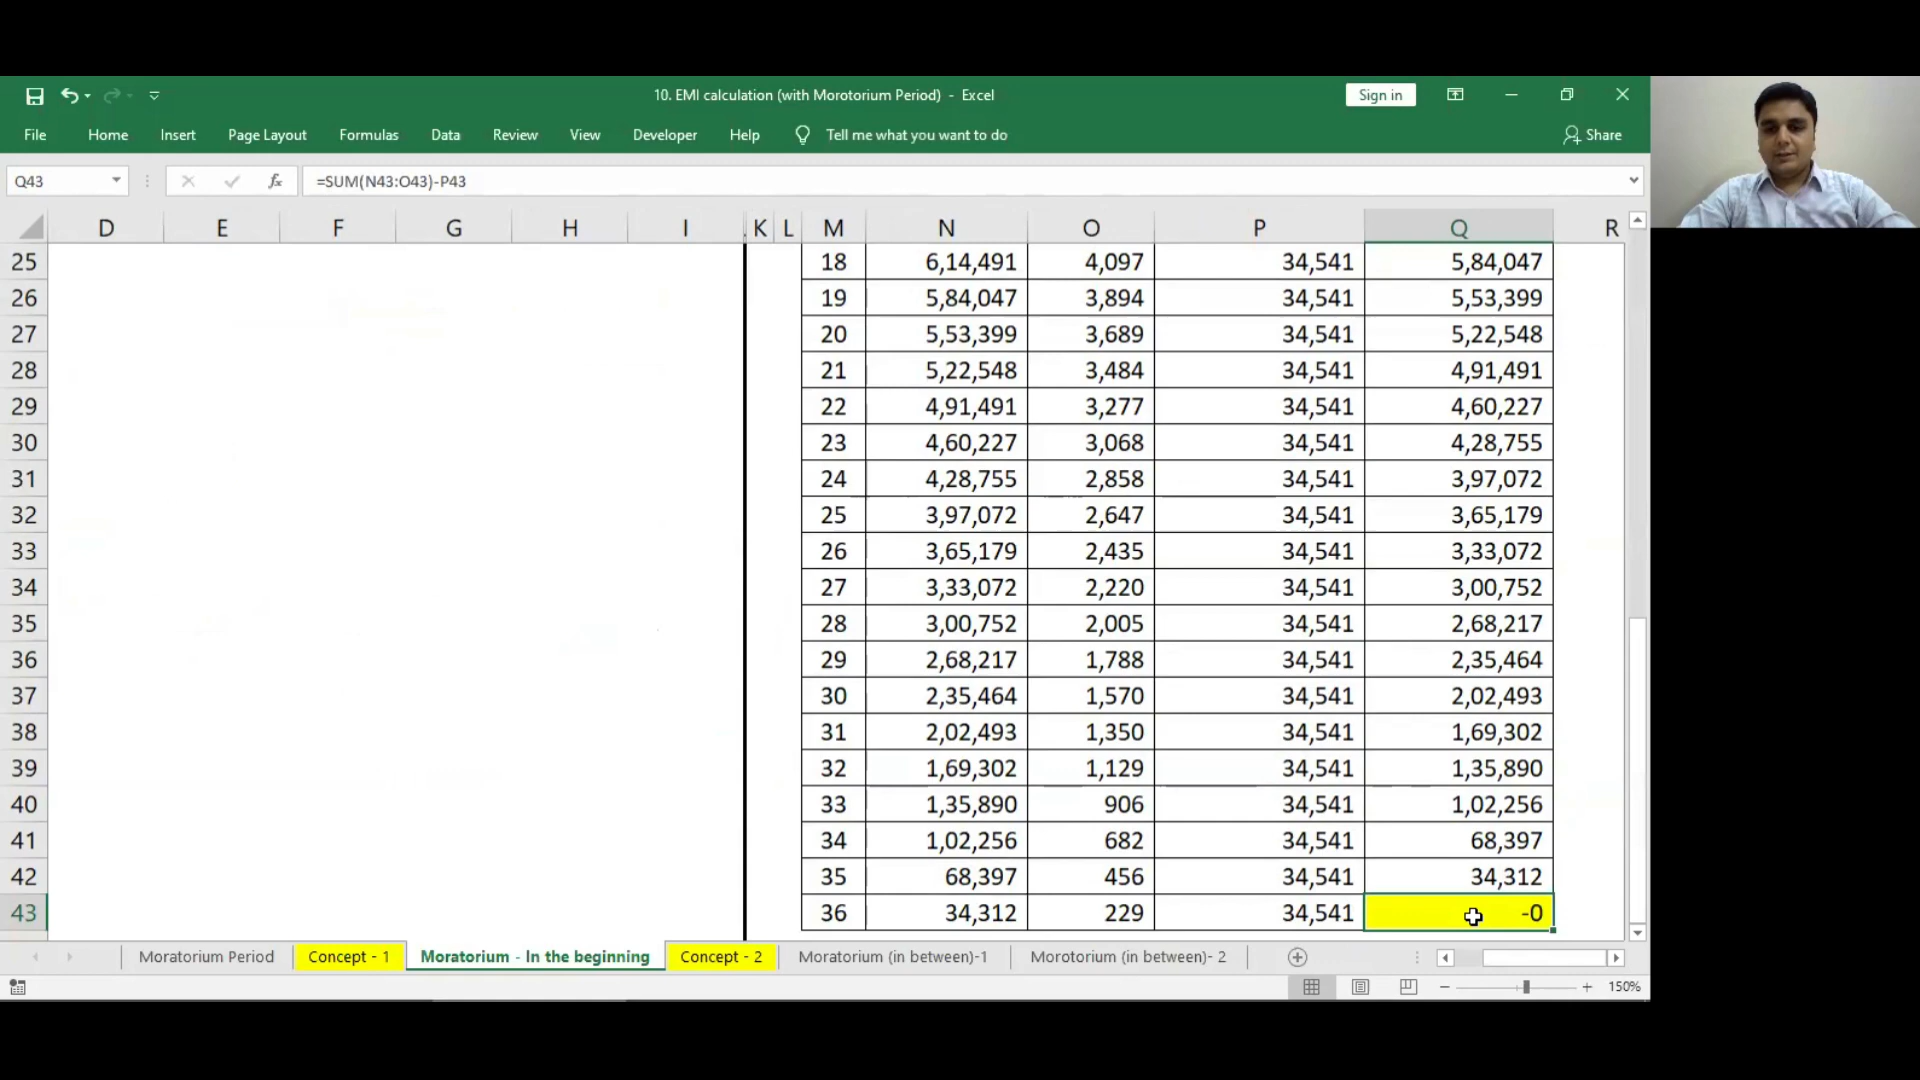 10. EMI calculation (with Morotorium Period) - Excel
Sign in
File Home Insert Page Layout Formulas Data Review View Developer Help Tell me what you want to do Share
Q43 fx =SUM(N43:O43)-P43
D E F G H I K L M N O P Q R
25 18 6,14,491 4,097 34,541 5,84,047
26 19 5,84,047 3,894 34,541 5,53,399
27 20 5,53,399 3,689 34,541 5,22,548
28 21 5,22,548 3,484 34,541 4,91,491
29 22 4,91,491 3,277 34,541 4,60,227
30 23 4,60,227 3,068 34,541 4,28,755
31 24 4,28,755 2,858 34,541 3,97,072
32 25 3,97,072 2,647 34,541 3,65,179
33 26 3,65,179 2,435 34,541 3,33,072
34 27 3,33,072 2,220 34,541 3,00,752
35 28 3,00,752 2,005 34,541 2,68,217
36 29 2,68,217 1,788 34,541 2,35,464
37 30 2,35,464 1,570 34,541 2,02,493
38 31 2,02,493 1,350 34,541 1,69,302
39 32 1,69,302 1,129 34,541 1,35,890
40 33 1,35,890 906 34,541 1,02,256
41 34 1,02,256 682 34,541 68,397
42 35 68,397 456 34,541 34,312
43 36 34,312 229 34,541 -0
Moratorium Period Concept - 1 Moratorium - In the beginning Concept - 2 Moratorium (in between)-1 Morotorium (in between)- 2
150%